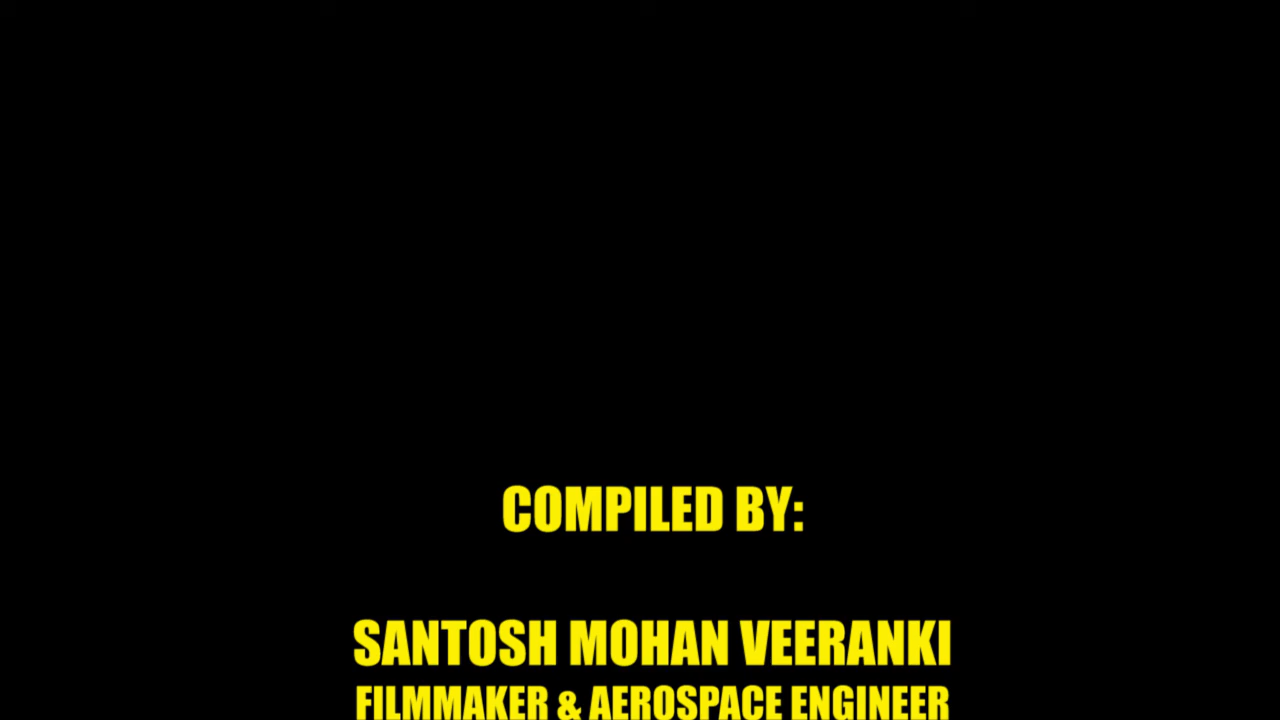 COMPILED BY:
SANTOSH MOHAN VEERANKI
FILMMAKER & AEROSPACE ENGINEER